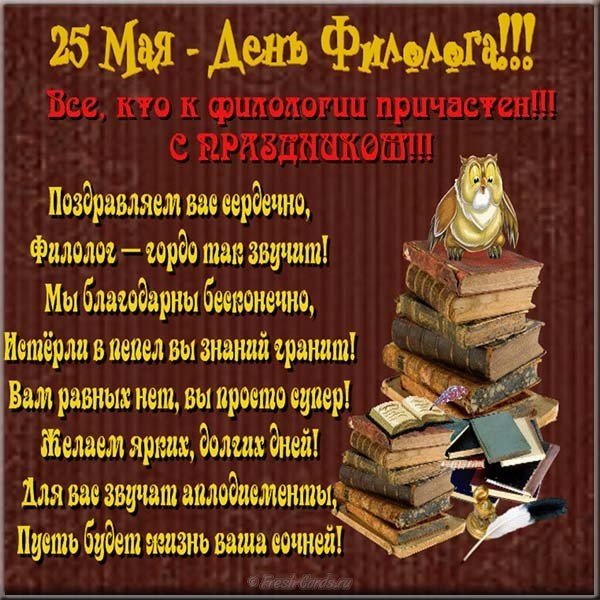 25 Мая - День Филолога!!!
Все, кто к филологии причастен!!!
С ПРАЗДНИКОМ!!!
Поздравляем вас сердечно,
Филолог — гордо так звучит!
Мы благодарны бесконечно,
Истёрли в пепел вы знаний гранит!
Вам равных нет, вы просто супер!
Желаем ярких, долгих дней!
Для вас звучат аплодисменты,
Пусть будет жизнь ваша сочней!
© Fresh-Cards.ru